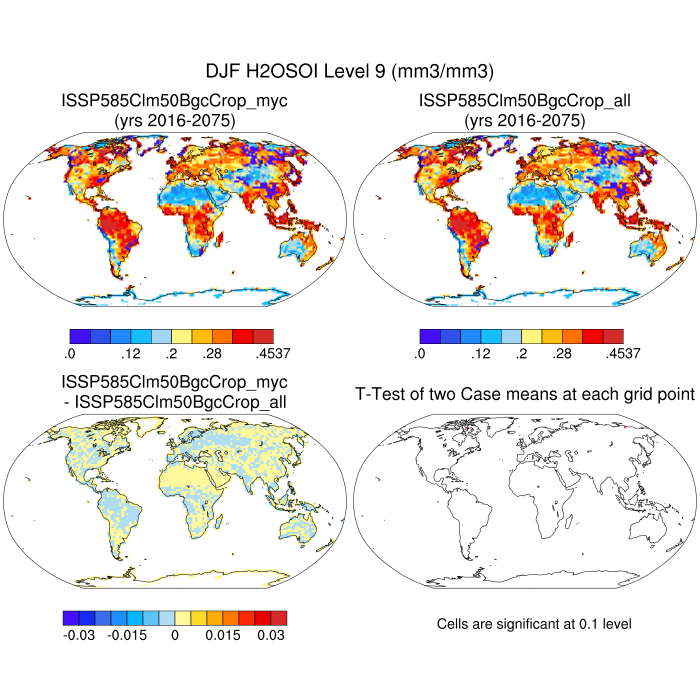 DJF H2OSOI Level 9 (mm3/mm3)
ISSP585Clm50BgcCrop_myc
(yrs 2016-2075)
ISSP585Clm50BgcCrop_all
(yrs 2016-2075)
.0 .12 .2 .28 .4537
.0 .12 .2 .28 .4537
ISSP585Clm50BgcCrop_myc
- ISSP585Clm50BgcCrop_all
T-Test of two Case means at each grid point
-0.03 -0.015 0 0.015 0.03
Cells are significant at 0.1 level